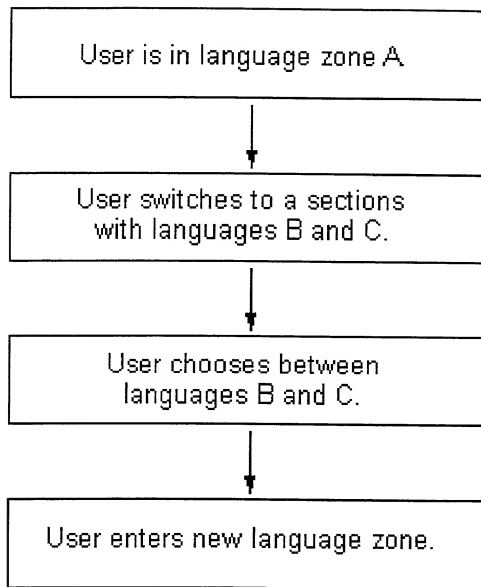 User is in language zone A
User switches to a sections
with languages B and C.
User chooses between
languages B and C.
User enters new language zone.